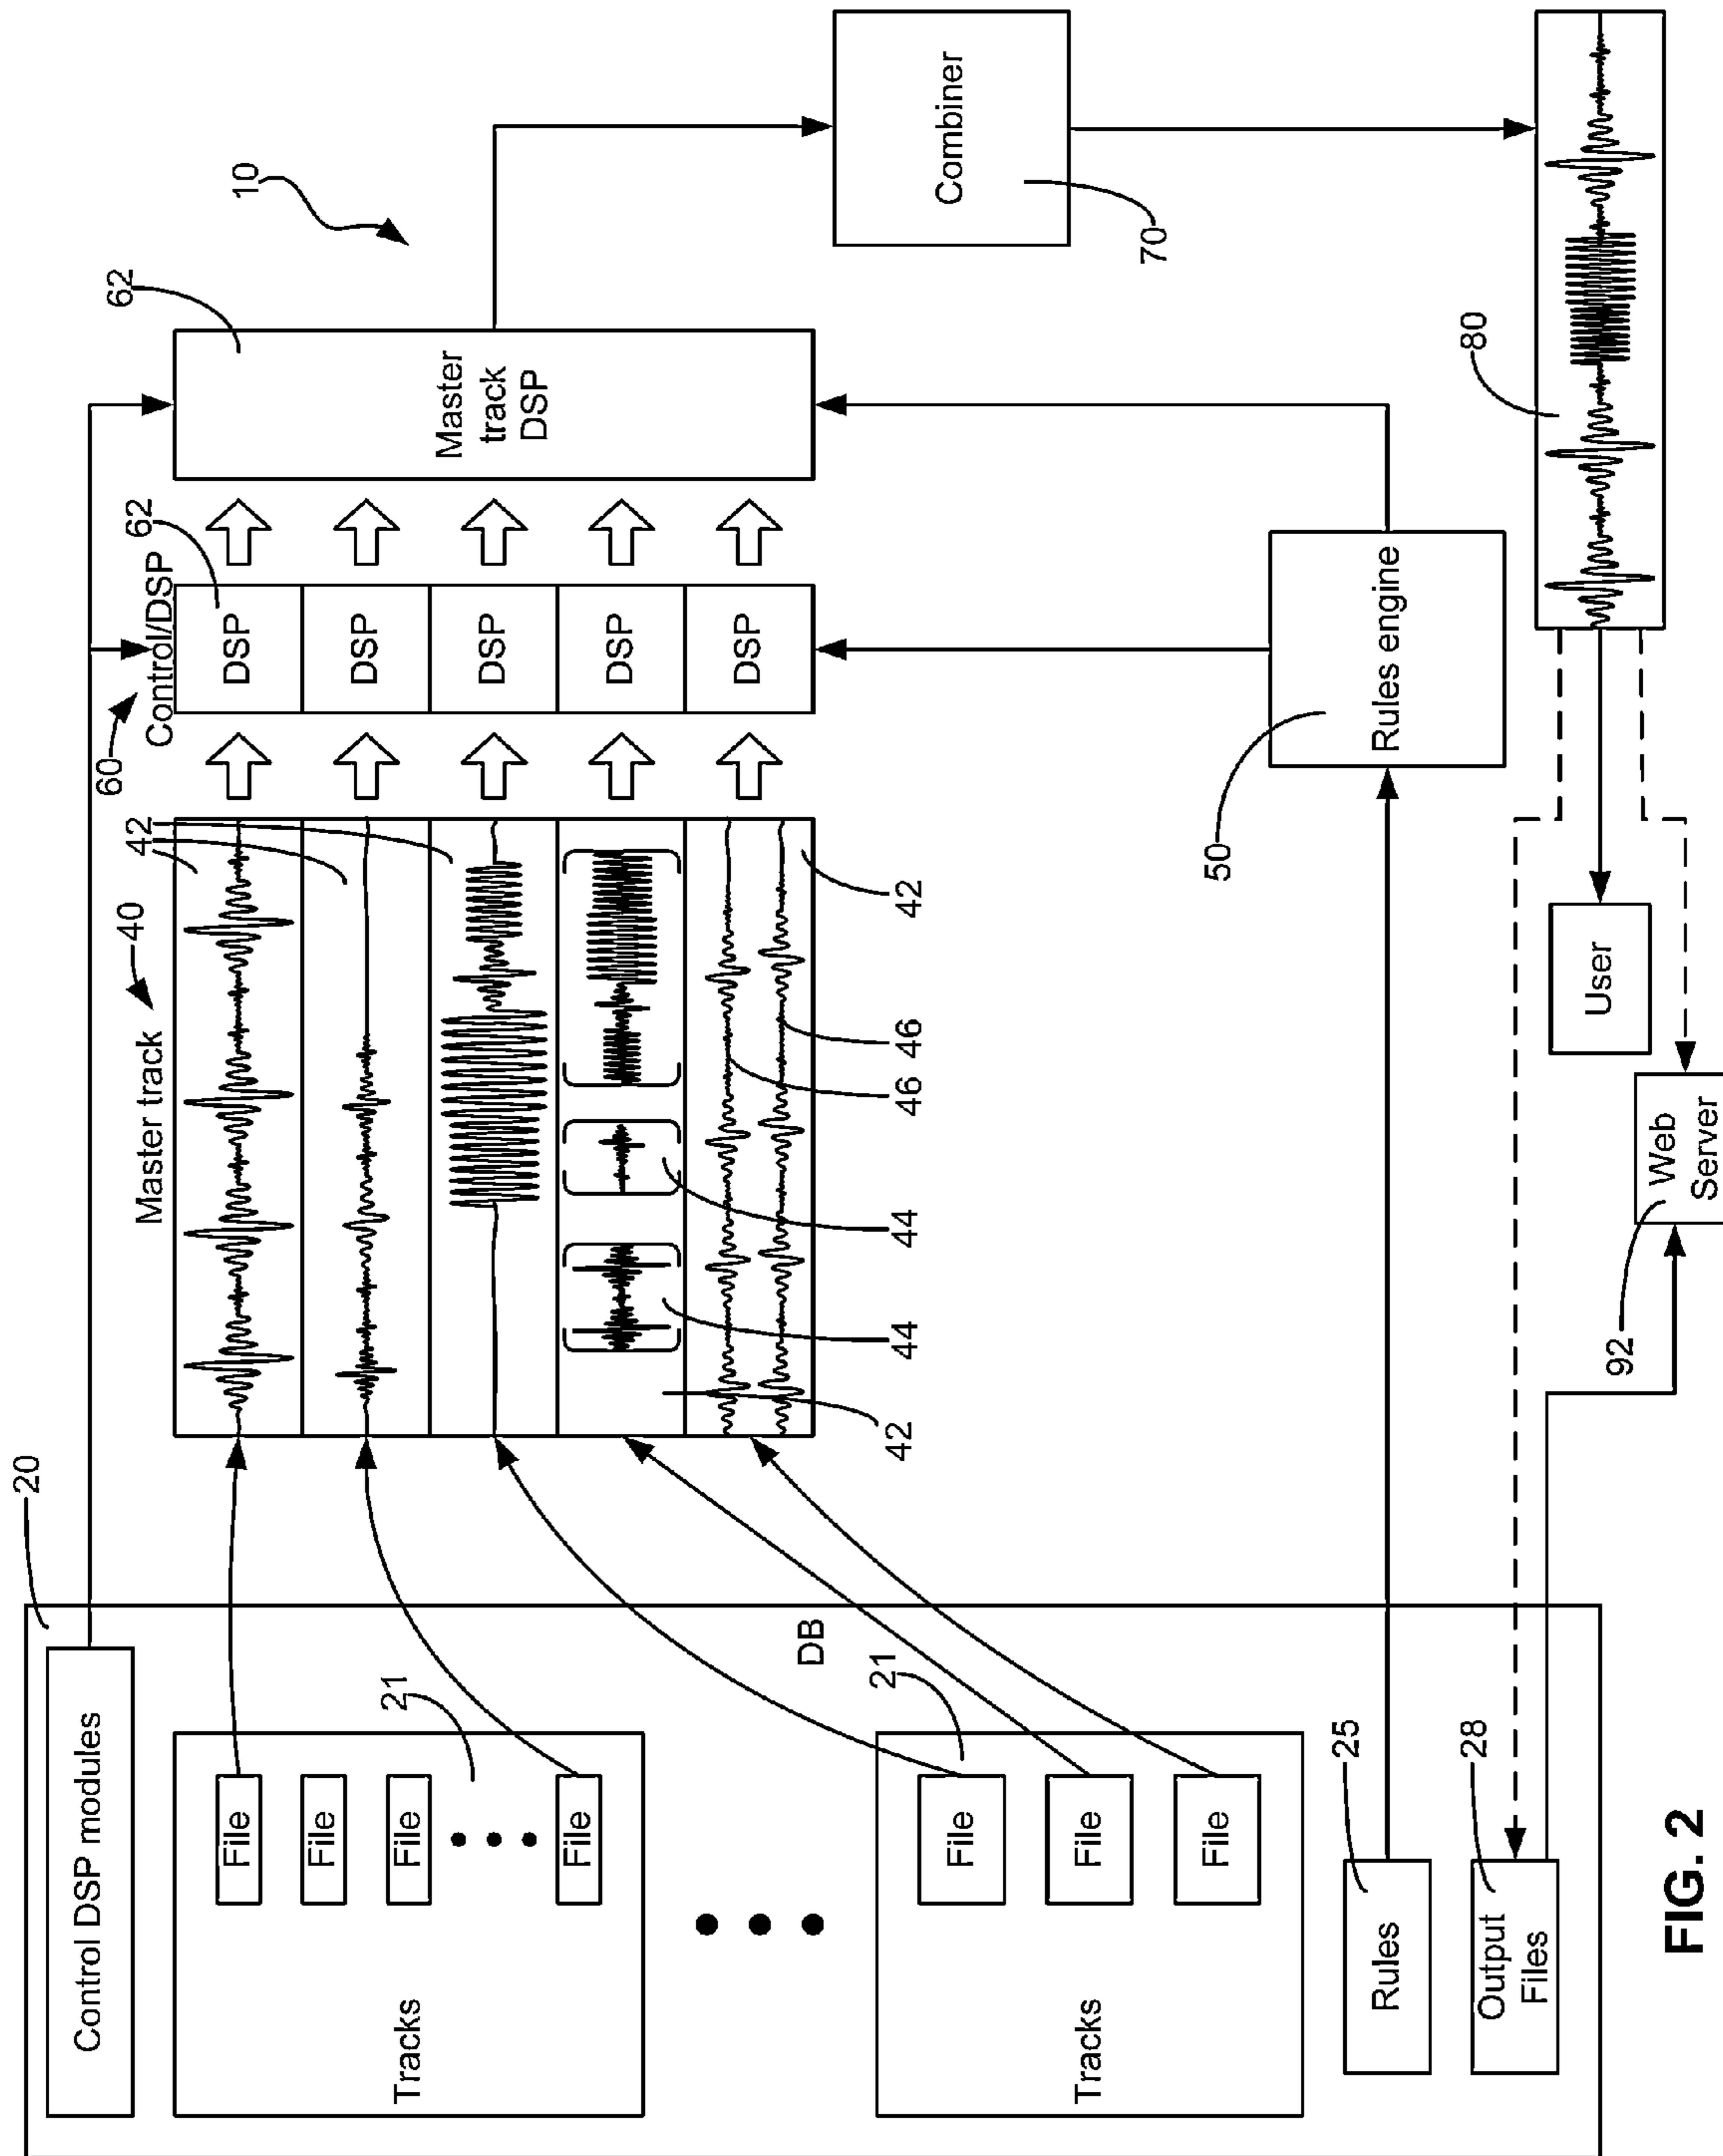 10
20
Control DSP modules
Tracks
File
File
File
File
21
Tracks
File
File
File
21
DB
Rules
25
Output
Files
28
Master track
40
42
42
44
44
46
46
42
60
Control/DSP
62
DSP
DSP
DSP
DSP
DSP
62
Master
track
DSP
Rules engine
50
Combiner
70
80
User
Web
Server
92
FIG. 2